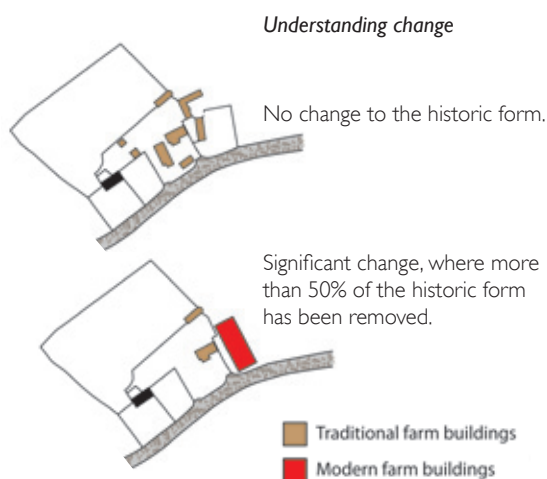 Understanding change
No change to the historic form.
Significant change, where more
than 50% of the historic form
has been removed.
Traditional farm buildings
Modern farm buildings